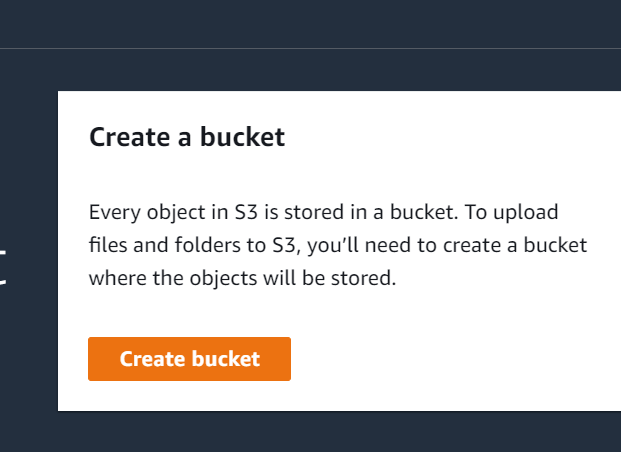 Create a bucket
Every object in S3 is stored in a bucket. To upload
files and folders to S3, you’ll need to create a bucket
where the objects will be stored.
Create bucket